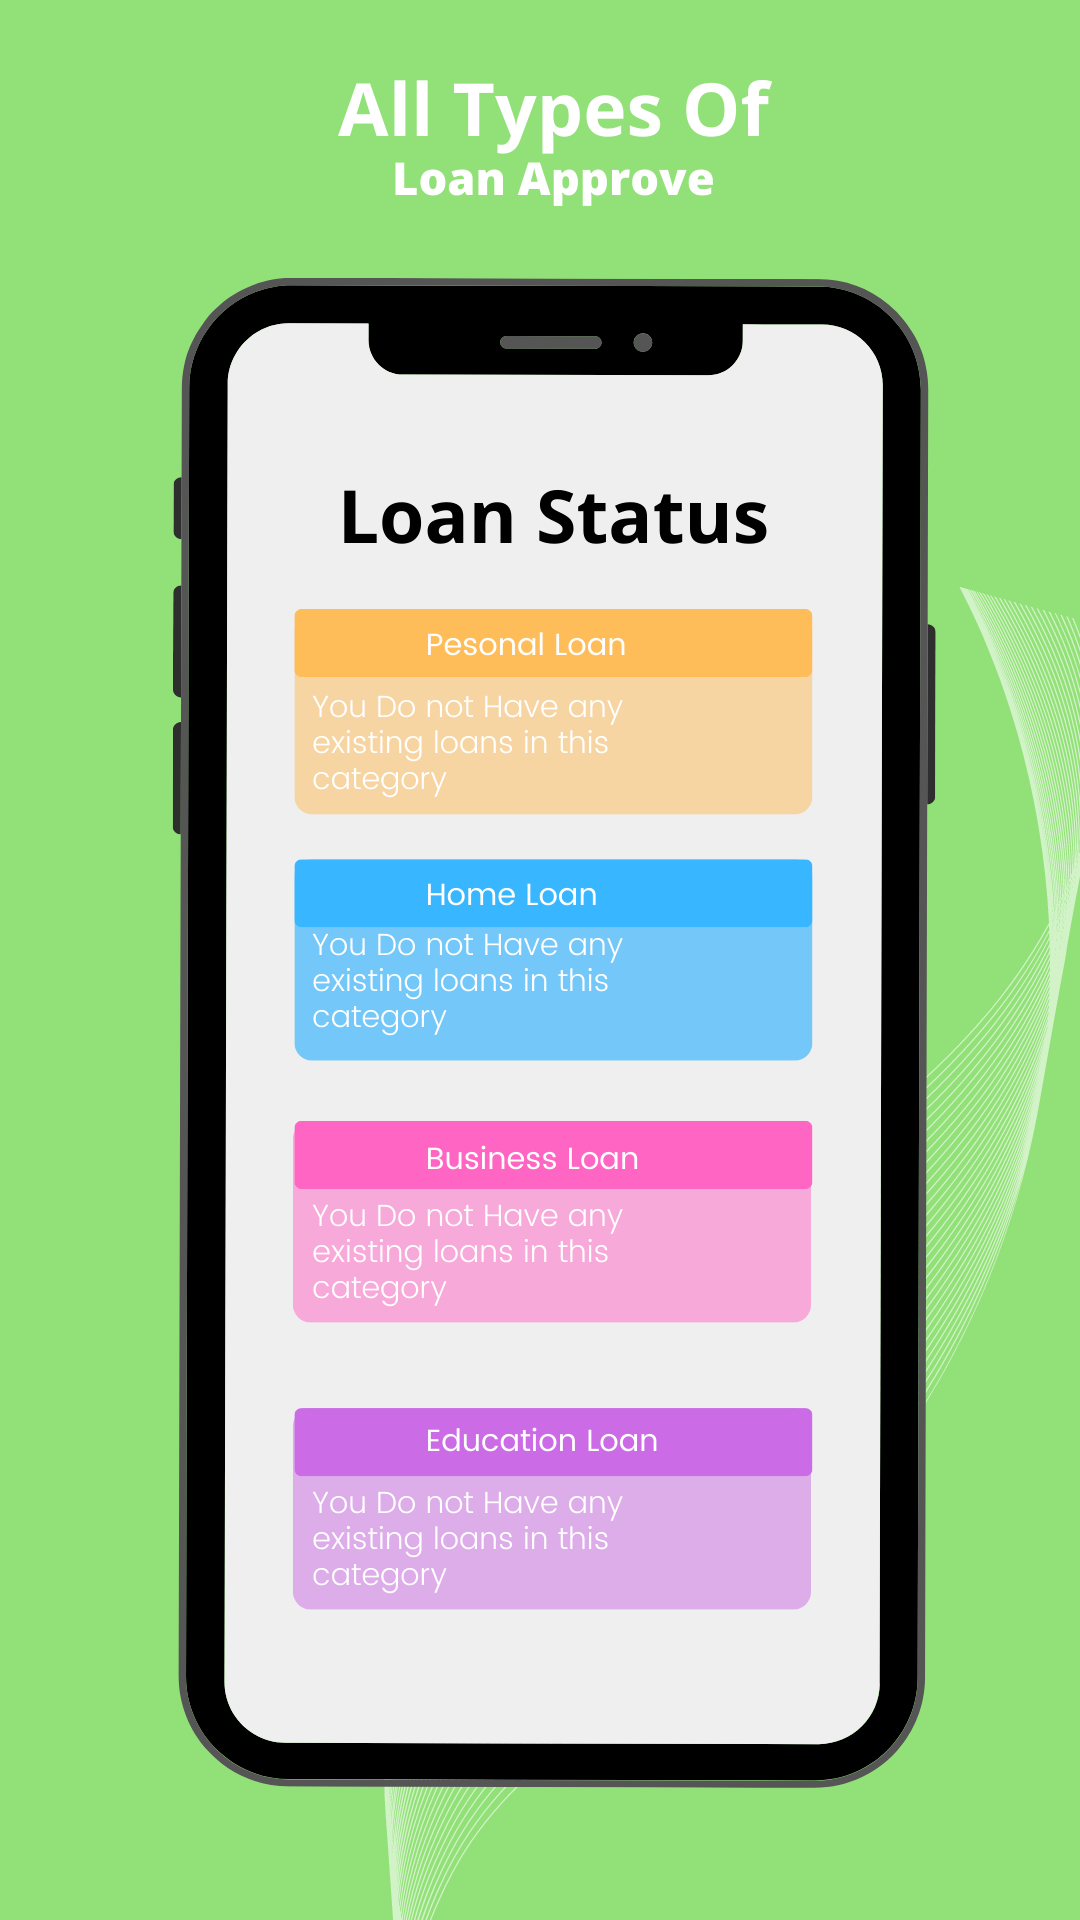 All Types Of
Loan Approve
Loan Status
Pesonal Loan
You Do not Have any
existing loans in this
category
Home Loan
You Do not Have any
existing loans in this
category
Business Loan
You Do not Have any
existing loans in this
category
Education Loan
You Do not Have any
existing loans in this
category